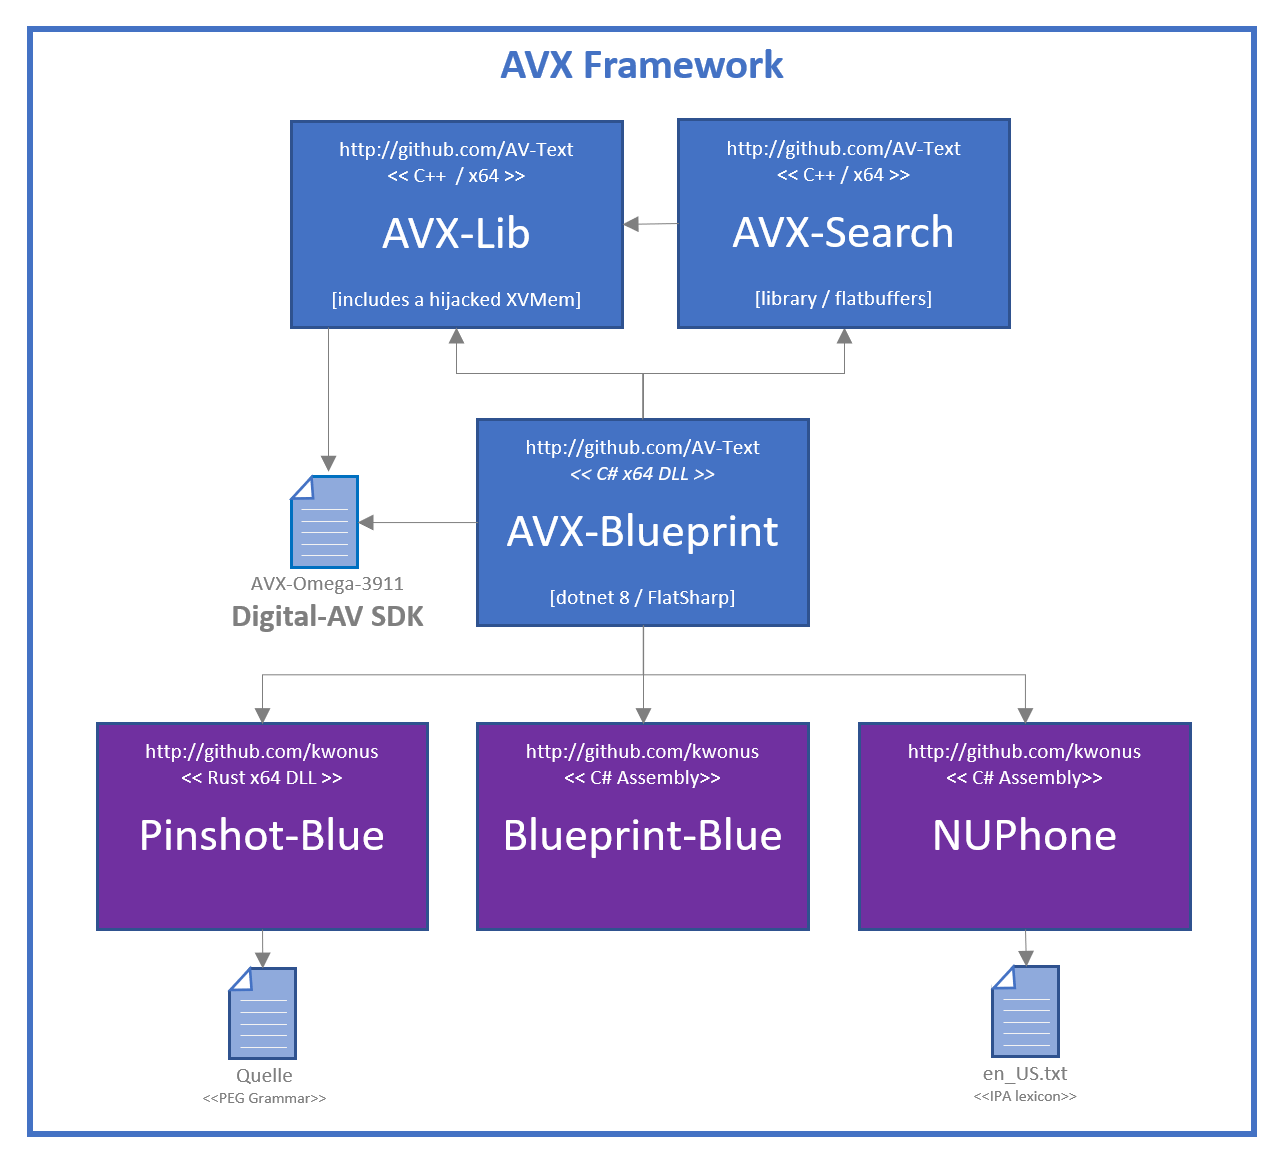 AVX Framework
http://github.com/AV-Text
<< C++ / x64 >>
AVX-Lib
[includes a hijacked XVMem]
http://github.com/AV-Text
<< C++ / x64 >>
AVX-Search
[library / flatbuffers]
http://github.com/AV-Text
<< C# x64 DLL >>
AVX-Blueprint
[dotnet 8 / FlatSharp]
AVX-Omega-3911
Digital-AV SDK
http://github.com/kwonus
<< Rust x64 DLL >>
Pinshot-Blue
http://github.com/kwonus
<< C# Assembly>>
Blueprint-Blue
http://github.com/kwonus
<< C# Assembly>>
NUPhone
Quelle
<<PEG Grammar>>
en_US.txt
<<IPA lexicon>>